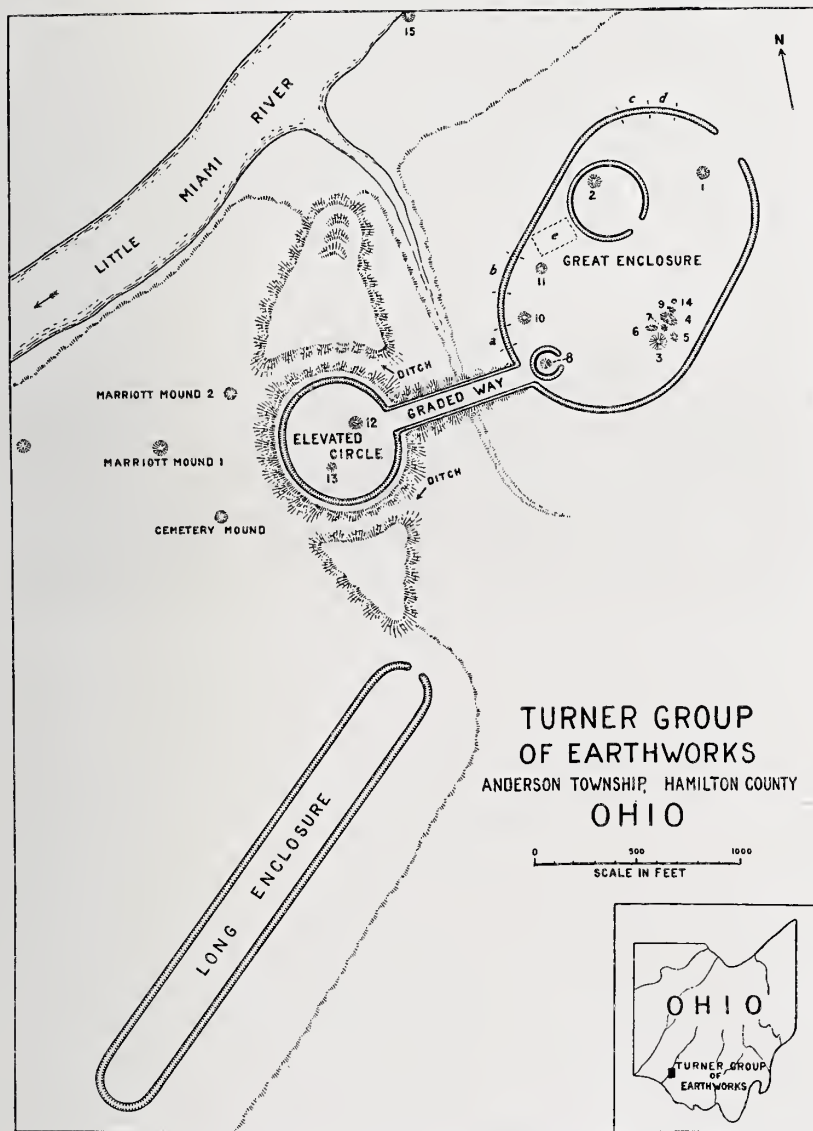 15
N
LITTLE MIAMI RIVER
c d
1
2
e
GREAT ENCLOSURE
b
11
9 14
7 4
10
6 5
3
a
8
DITCH
GRADED WAY
MARRIOTT MOUND 2
12
ELEVATED
CIRCLE
MARRIOTT MOUND 1
13
DITCH
CEMETERY MOUND
LONG ENCLOSURE
TURNER GROUP
OF EARTHWORKS
ANDERSON TOWNSHIP, HAMILTON COUNTY
OHIO
0 500 1000
SCALE IN FEET
OHIO
TURNER GROUP
OF
EARTHWORKS